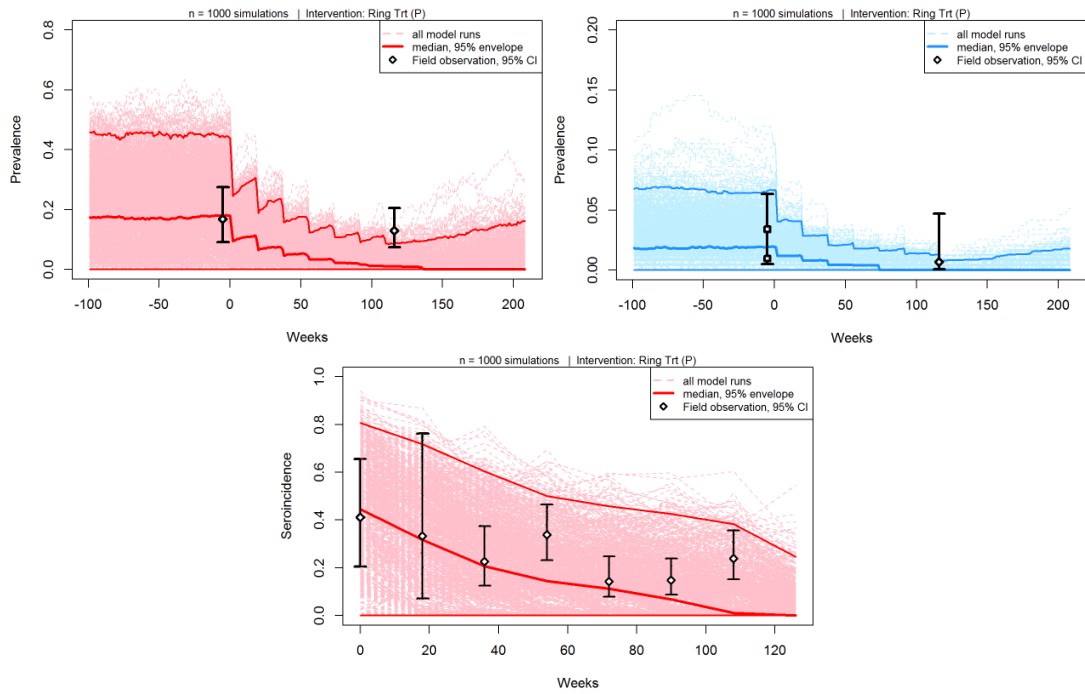 n = 1000 simulations | Intervention: Ring Trt (P)
all model runs
median, 95% envelope
Field observation, 95% CI
Prevalence
0.8
0.6
0.4
0.2
0.0
-100 -50 0 50 100 150 200
Weeks
n = 1000 simulations | Intervention: Ring Trt (P)
all model runs
median, 95% envelope
Field observation, 95% CI
Prevalence
0.20
0.15
0.10
0.05
0.00
-100 -50 0 50 100 150 200
Weeks
n = 1000 simulations | Intervention: Ring Trt (P)
all model runs
median, 95% envelope
Field observation, 95% CI
Seroincidence
1.0
0.8
0.6
0.4
0.2
0.0
0 20 40 60 80 100 120
Weeks